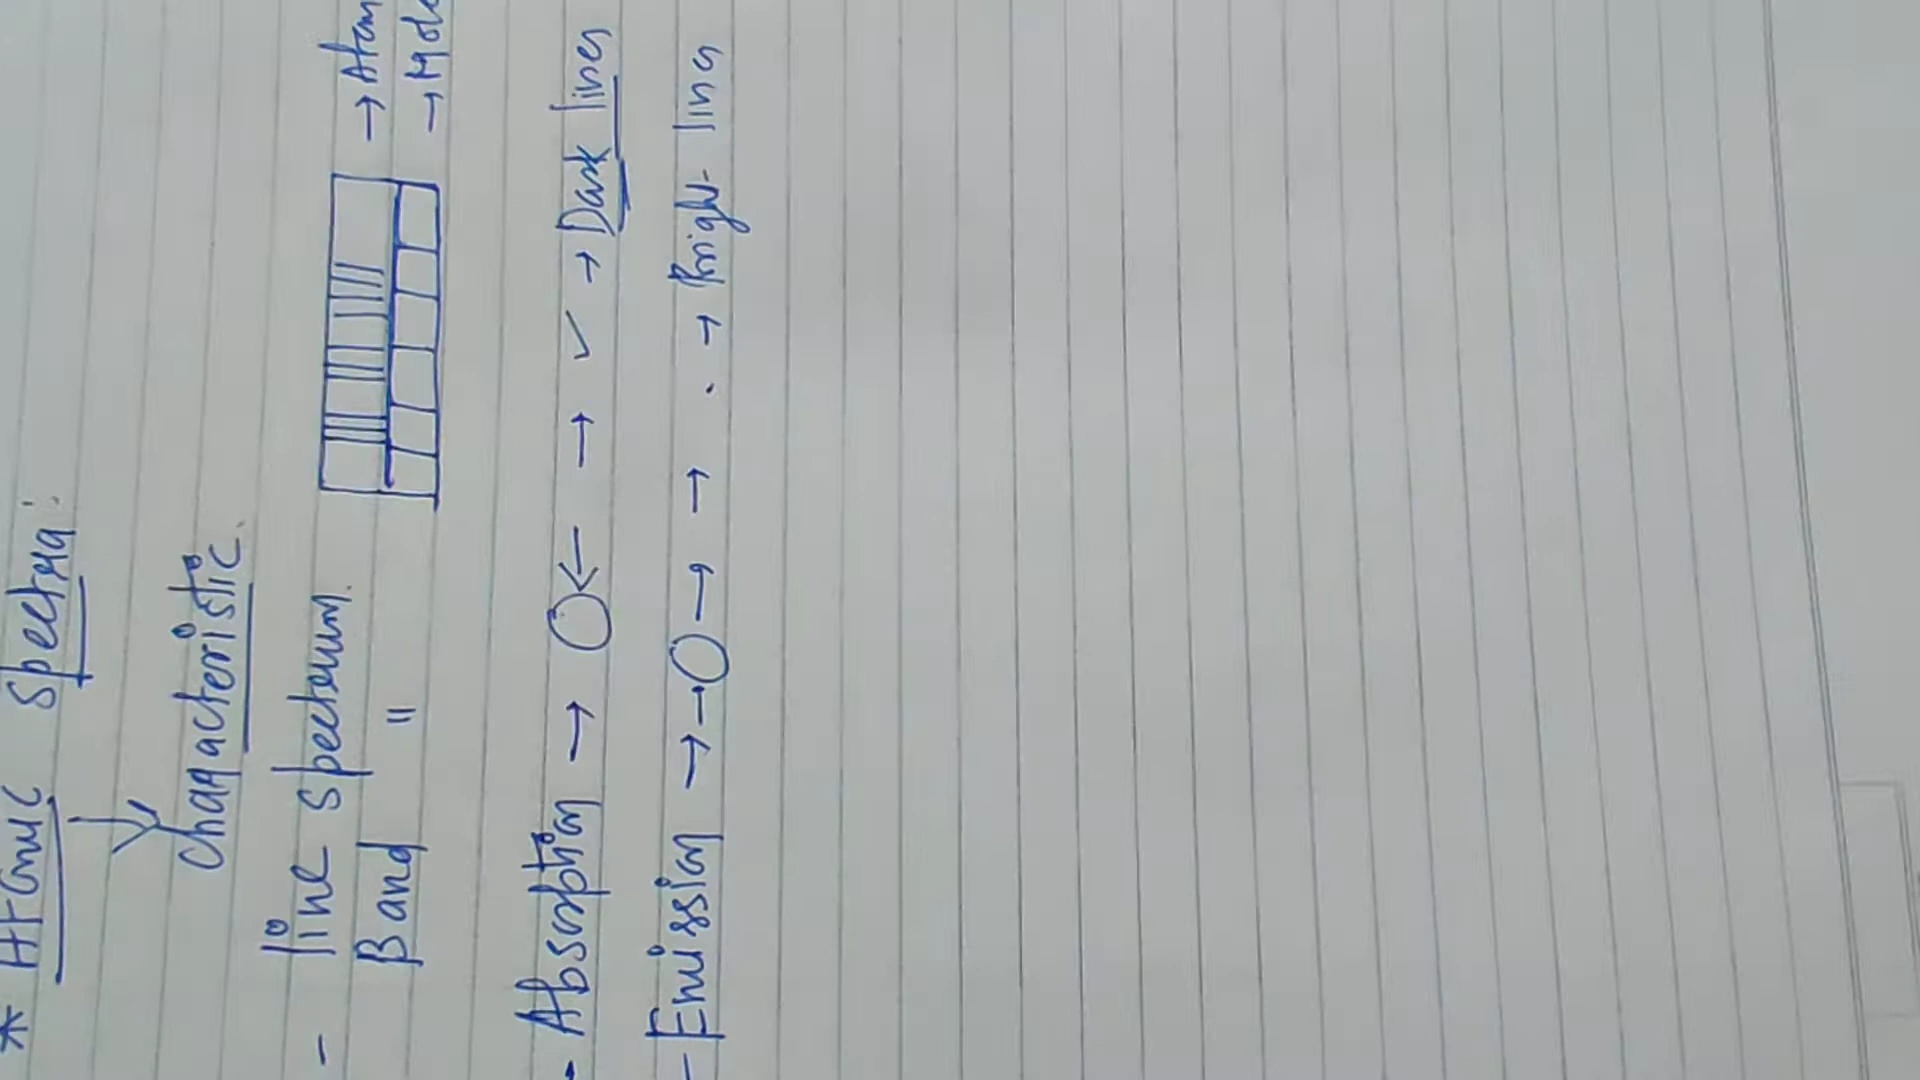 * Atomic Spectra:
Characteristic.
- line Spectrum. → Atom
Band " → Mole
- Absorption → ← → ✓ → Dark lines
- Emission → → → → . → Bright lines